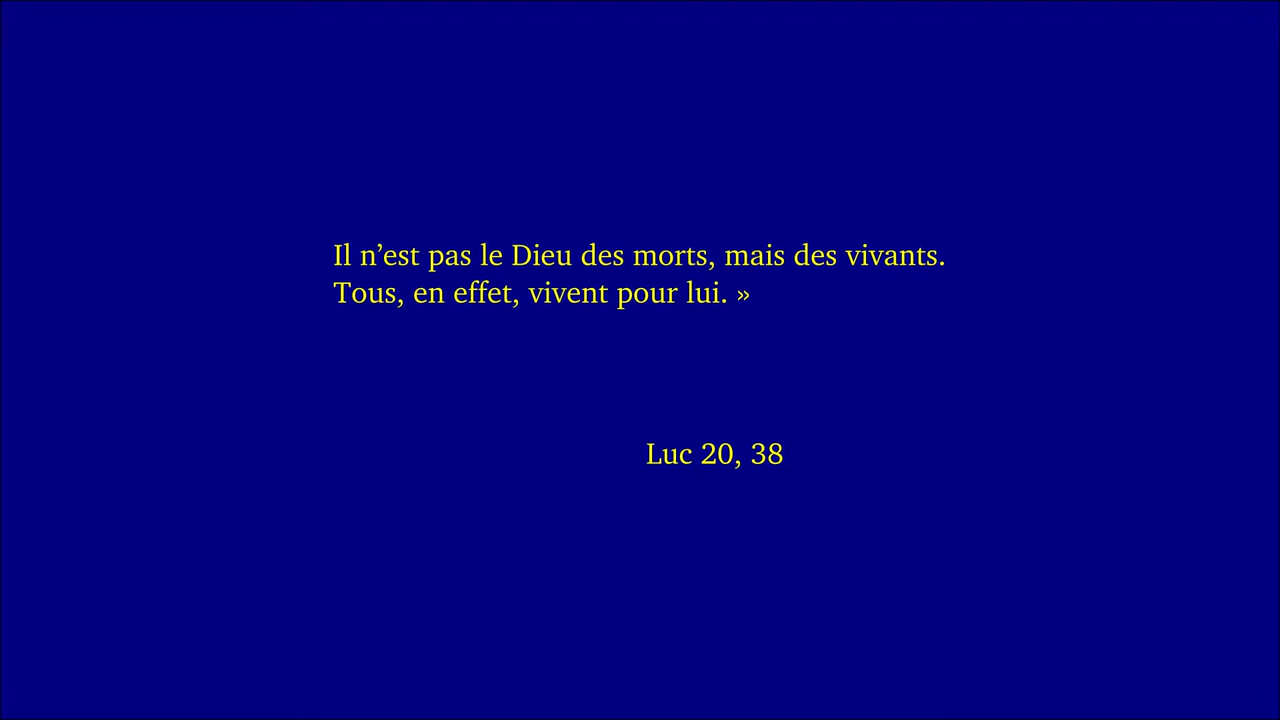 Il n’est pas le Dieu des morts, mais des vivants.
Tous, en effet, vivent pour lui. »
Luc 20, 38